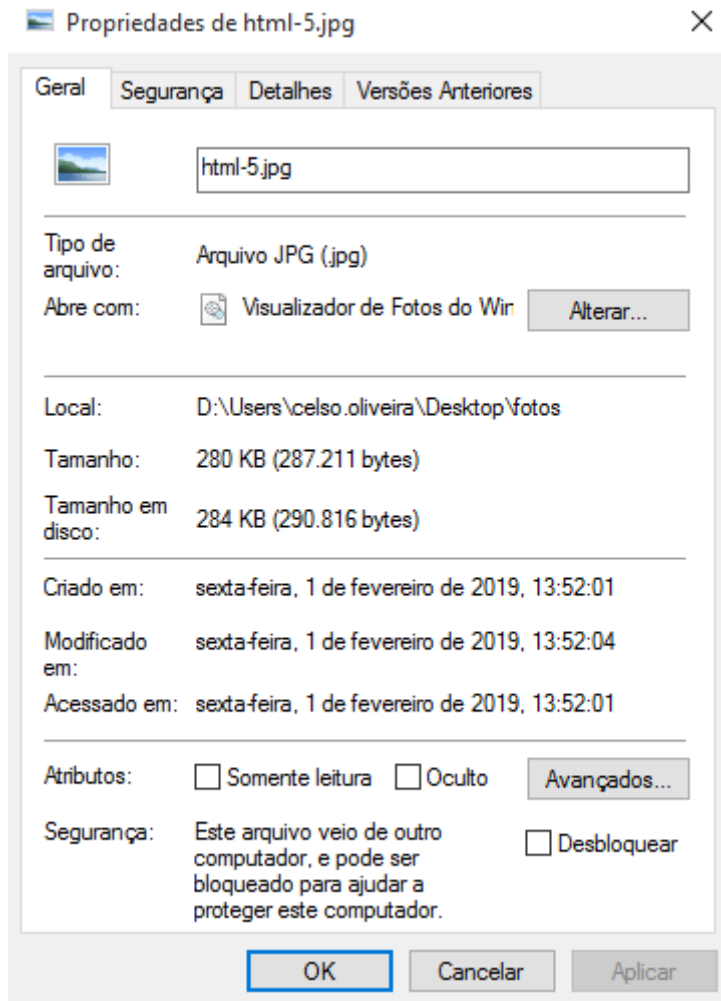 Propriedades de html-5.jpg
Geral Segurança Detalhes Versões Anteriores
html-5.jpg
Tipo de
arquivo:
Arquivo JPG (.jpg)
Abre com: Visualizador de Fotos do Win Alterar...
Local: D:\Users\celso.oliveira\Desktop\fotos
Tamanho: 280 KB (287.211 bytes)
Tamanho em
disco:
284 KB (290.816 bytes)
Criado em: sexta-feira, 1 de fevereiro de 2019, 13:52:01
Modificado
em:
sexta-feira, 1 de fevereiro de 2019, 13:52:04
Acessado em: sexta-feira, 1 de fevereiro de 2019, 13:52:01
Atributos: Somente leitura Oculto Avançados...
Segurança: Este arquivo veio de outro
computador, e pode ser
bloqueado para ajudar a
proteger este computador.
Desbloquear
OK Cancelar Aplicar